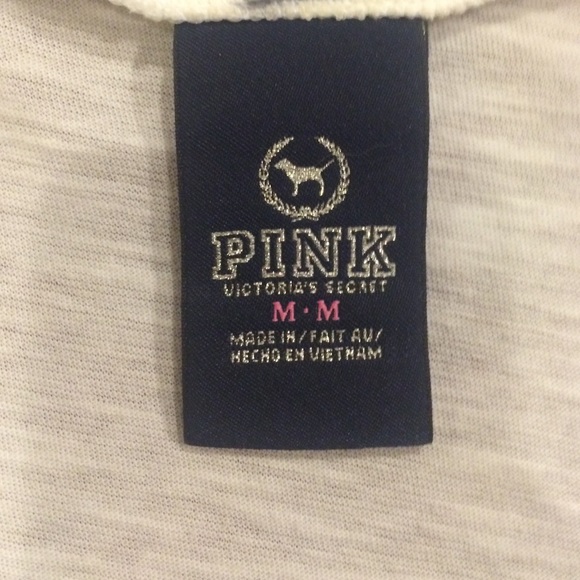 PINK
VICTORIA'S SECRET
M·M
MADE IN/FAIT AU/
HECHO EN VIETNAM